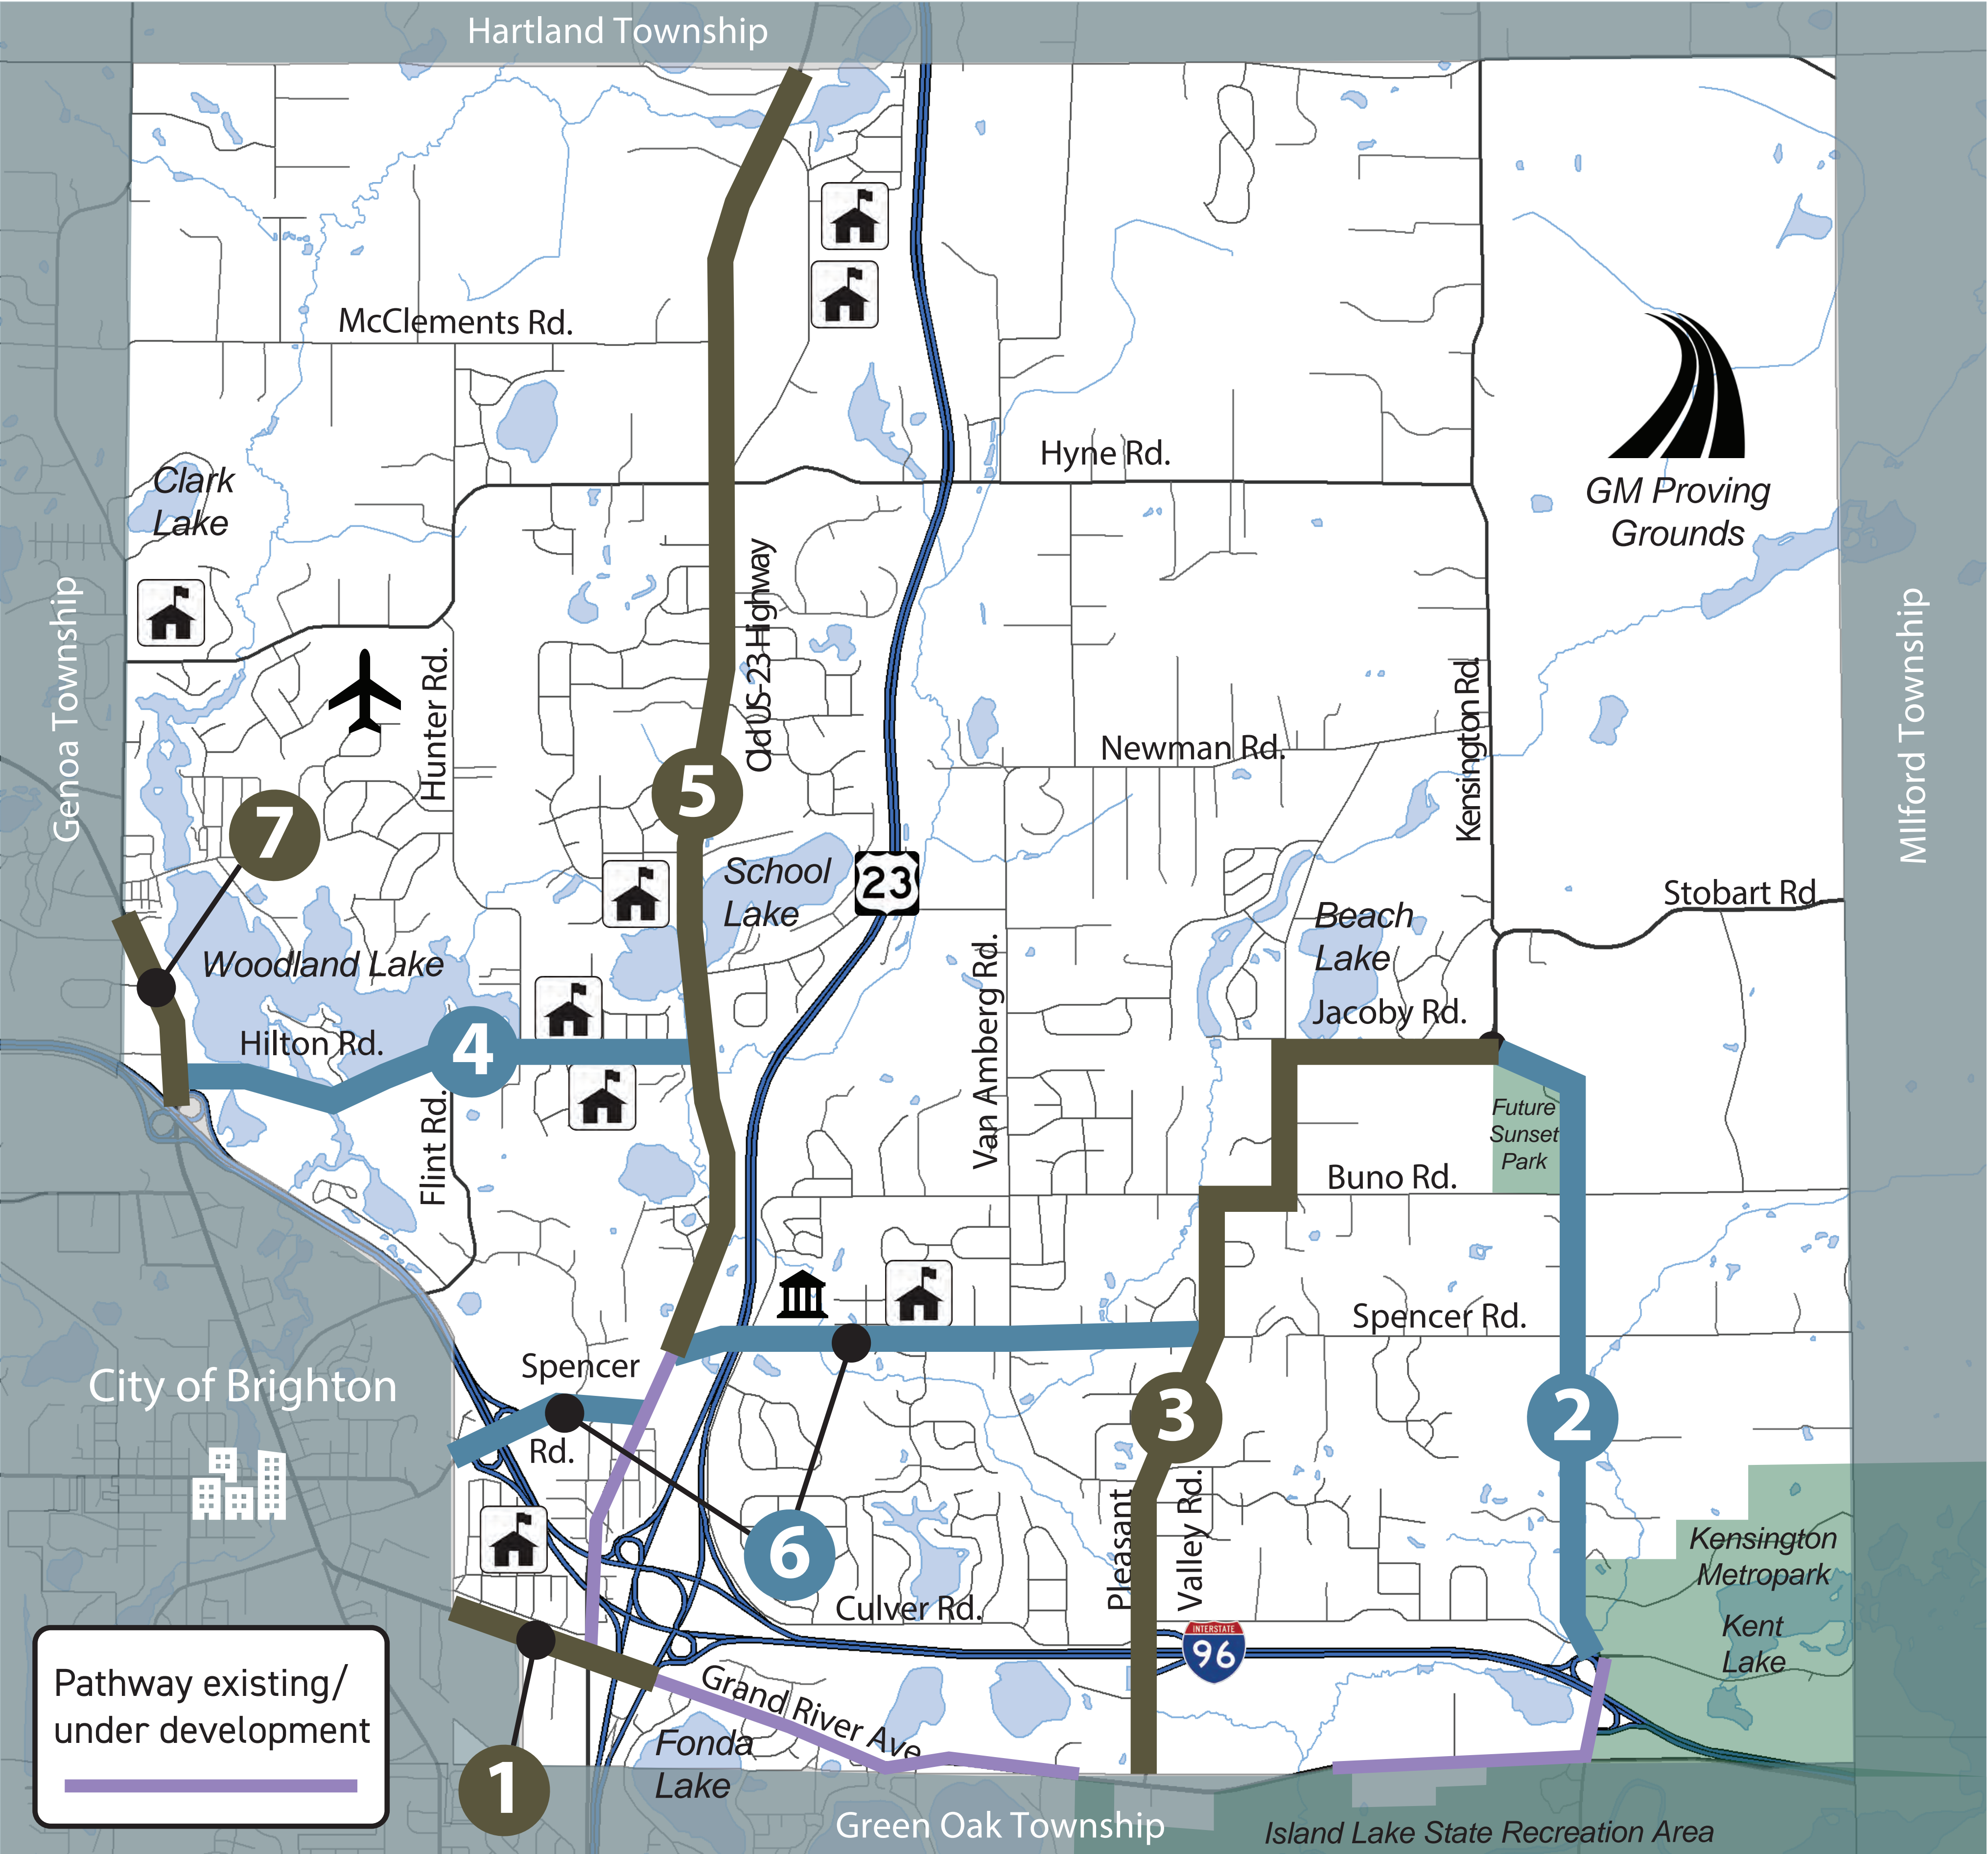 Hartland Township
McClements Rd.
Hyne Rd.
Clark
Lake
GM Proving
Grounds
Genoa Township
MIlford Township
Hunter Rd.
Old US-23 Highway
Kensington Rd.
Newman Rd.
5
7
School
Lake
23
Stobart Rd
Beach
Lake
Woodland Lake
Van Amberg Rd.
Jacoby Rd.
Hilton Rd.
4
Flint Rd.
Future
Sunset
Park
Buno Rd.
Spencer Rd.
Spencer
Rd.
City of Brighton
3
2
Pleasant
Valley Rd.
6
Kensington
Metropark
Kent
Lake
Culver Rd.
INTERSTATE
96
Pathway existing/
under development
Grand River Ave
Fonda
Lake
1
Green Oak Township
Island Lake State Recreation Area